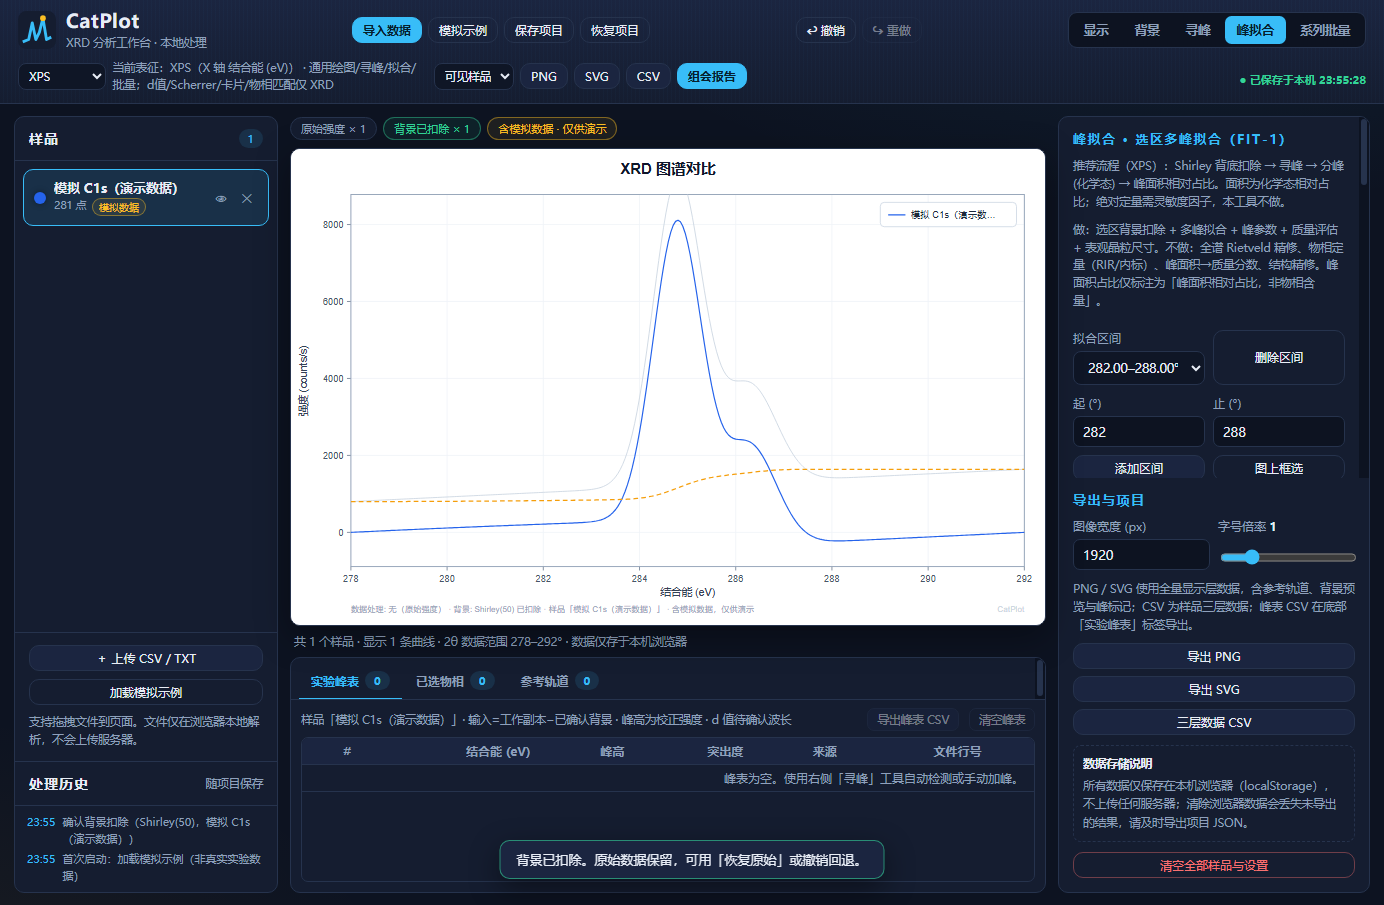 CatPlot
XRD 分析工作台 · 本地处理
导入数据
模拟示例
保存项目
恢复项目
↩ 撤销
↪ 重做
显示
背景
寻峰
峰拟合
系列批量
XPS
当前表征：XPS（X 轴 结合能 (eV)） · 通用绘图/寻峰/拟合/
批量；d值/Scherrer/卡片/物相匹配仅 XRD
可见样品
PNG
SVG
CSV
组会报告
● 已保存于本机 23:55:28
样品
1
模拟 C1s（演示数据）
281 点
模拟数据
+ 上传 CSV / TXT
加载模拟示例
支持拖拽文件到页面。文件仅在浏览器本地解
析，不会上传服务器。
处理历史
随项目保存
23:55 确认背景扣除（Shirley(50)，模拟 C1s
（演示数据））
23:55 首次启动：加载模拟示例（非真实实验数
据）
原始强度 × 1
背景已扣除 × 1
含模拟数据 · 仅供演示
XRD 图谱对比
模拟 C1s（演示数...
8000
6000
4000
2000
0
强度 (counts/s)
278
280
282
284
286
288
290
292
结合能 (eV)
数据处理: 无（原始强度） · 背景: Shirley(50) 已扣除 · 样品「模拟 C1s（演示数据）」 · 含模拟数据，仅供演示
CatPlot
共 1 个样品 · 显示 1 条曲线 · 2θ 数据范围 278–292° · 数据仅存于本机浏览器
实验峰表 0
已选物相 0
参考轨道 0
样品「模拟 C1s（演示数据）」 · 输入=工作副本−已确认背景 · 峰高为校正强度 · d 值待确认波长
导出峰表 CSV
清空峰表
#
结合能 (eV)
峰高
突出度
来源
文件行号
峰表为空。使用右侧「寻峰」工具自动检测或手动加峰。
背景已扣除。原始数据保留，可用「恢复原始」或撤销回退。
峰拟合 · 选区多峰拟合（FIT-1）
推荐流程（XPS）：Shirley 背底扣除 → 寻峰 → 分峰
(化学态) → 峰面积相对占比。面积为化学态相对占
比；绝对定量需灵敏度因子，本工具不做。
做：选区背景扣除 + 多峰拟合 + 峰参数 + 质量评估
+ 表观晶粒尺寸。不做：全谱 Rietveld 精修、物相定
量（RIR/内标）、峰面积→质量分数、结构精修。峰
面积占比仅标注为「峰面积相对占比，非物相含
量」。
拟合区间
282.00–288.00°
删除区间
起 (°)
止 (°)
282
288
添加区间
图上框选
导出与项目
图像宽度 (px)
字号倍率 1
1920
PNG / SVG 使用全量显示层数据，含参考轨道、背景预
览与峰标记；CSV 为样品三层数据；峰表 CSV 在底部
「实验峰表」标签导出。
导出 PNG
导出 SVG
三层数据 CSV
数据存储说明
所有数据仅保存在本机浏览器（localStorage），
不上传任何服务器；清除浏览器数据会丢失未导出
的结果，请及时导出项目 JSON。
清空全部样品与设置